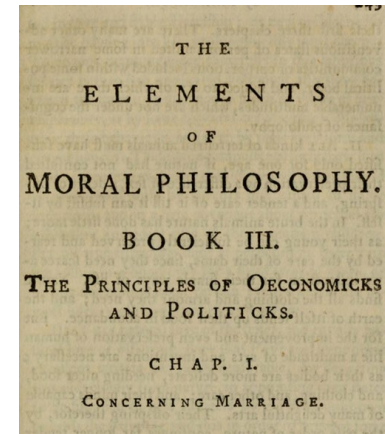 THE
ELEMENTS
OF
MORAL PHILOSOPHY.
BOOK III.
THE PRINCIPLES OF OECONOMICKS
AND POLITICKS.
CHAP. I.
CONCERNING MARRIAGE.